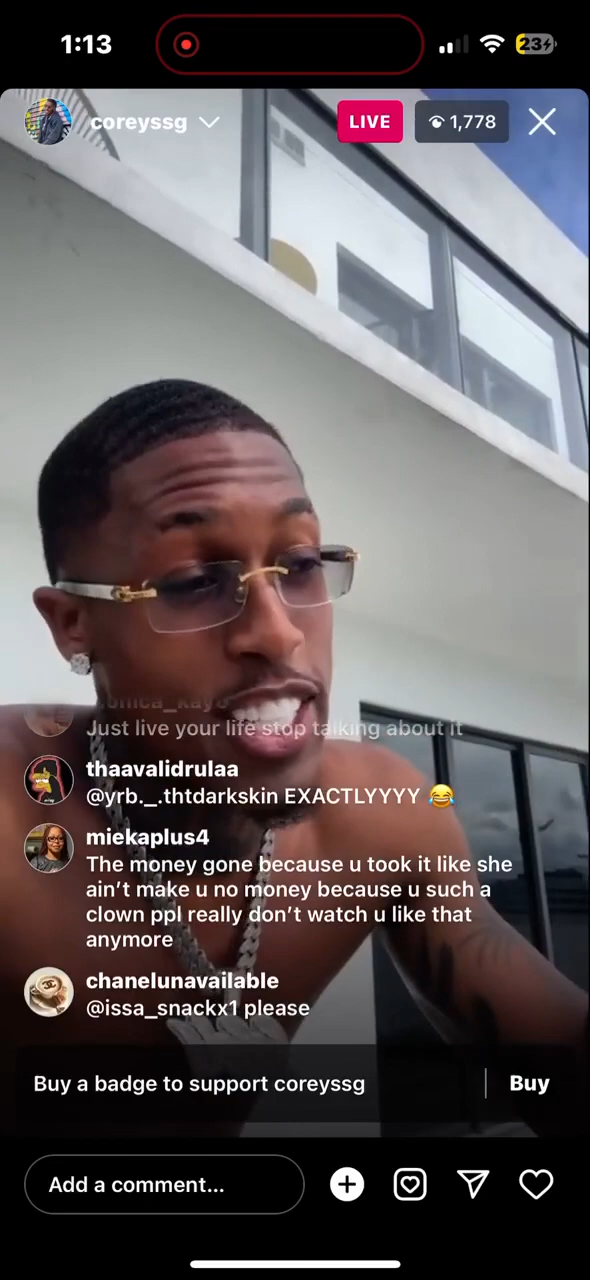 1:13
23
coreyssg
LIVE
1,778
Just live your life stop talking about it
thaavalidrulaa
@yrb._.thtdarkskin EXACTLYYYY 😂
miekaplus4
The money gone because u took it like she
ain't make u no money because u such a
clown ppl really don't watch u like that
anymore
chanelunavailable
@issa_snackx1 please
Buy a badge to support coreyssg
Buy
Add a comment...